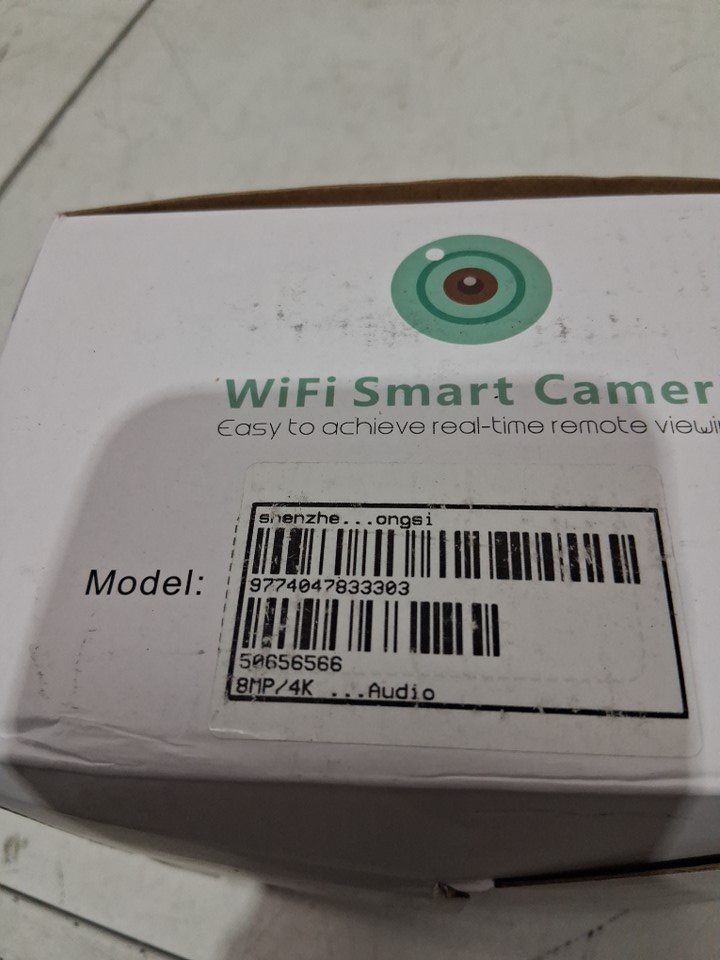 WiFi Smart Camer
Easy to achieve real-time remote viewi
Model:
shenzhe...ongsi
9774047833303
50656566
8MP/4K ...Audio